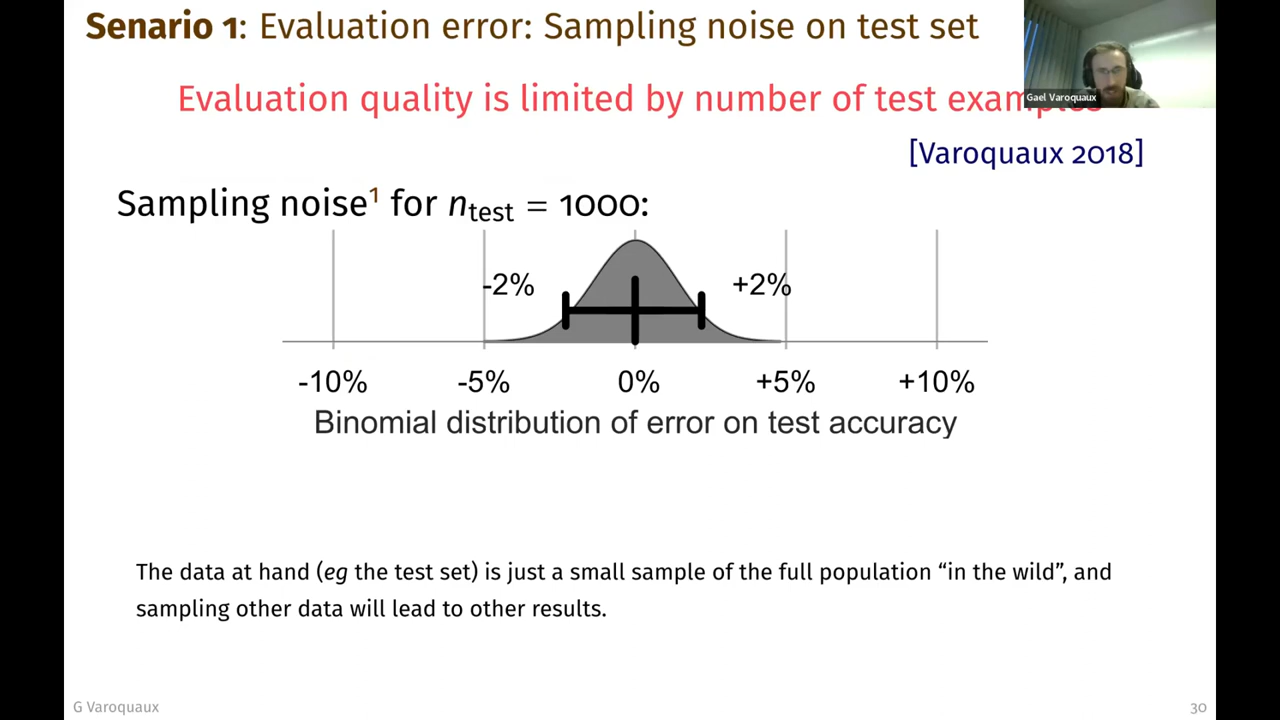 Senario 1: Evaluation error: Sampling noise on test set
Evaluation quality is limited by number of test examples
Gael Varoquaux
[Varoquaux 2018]
Sampling noise¹ for n_test = 1000:
-2% +2%
-10% -5% 0% +5% +10%
Binomial distribution of error on test accuracy
The data at hand (eg the test set) is just a small sample of the full population “in the wild”, and
sampling other data will lead to other results.
G Varoquaux 30